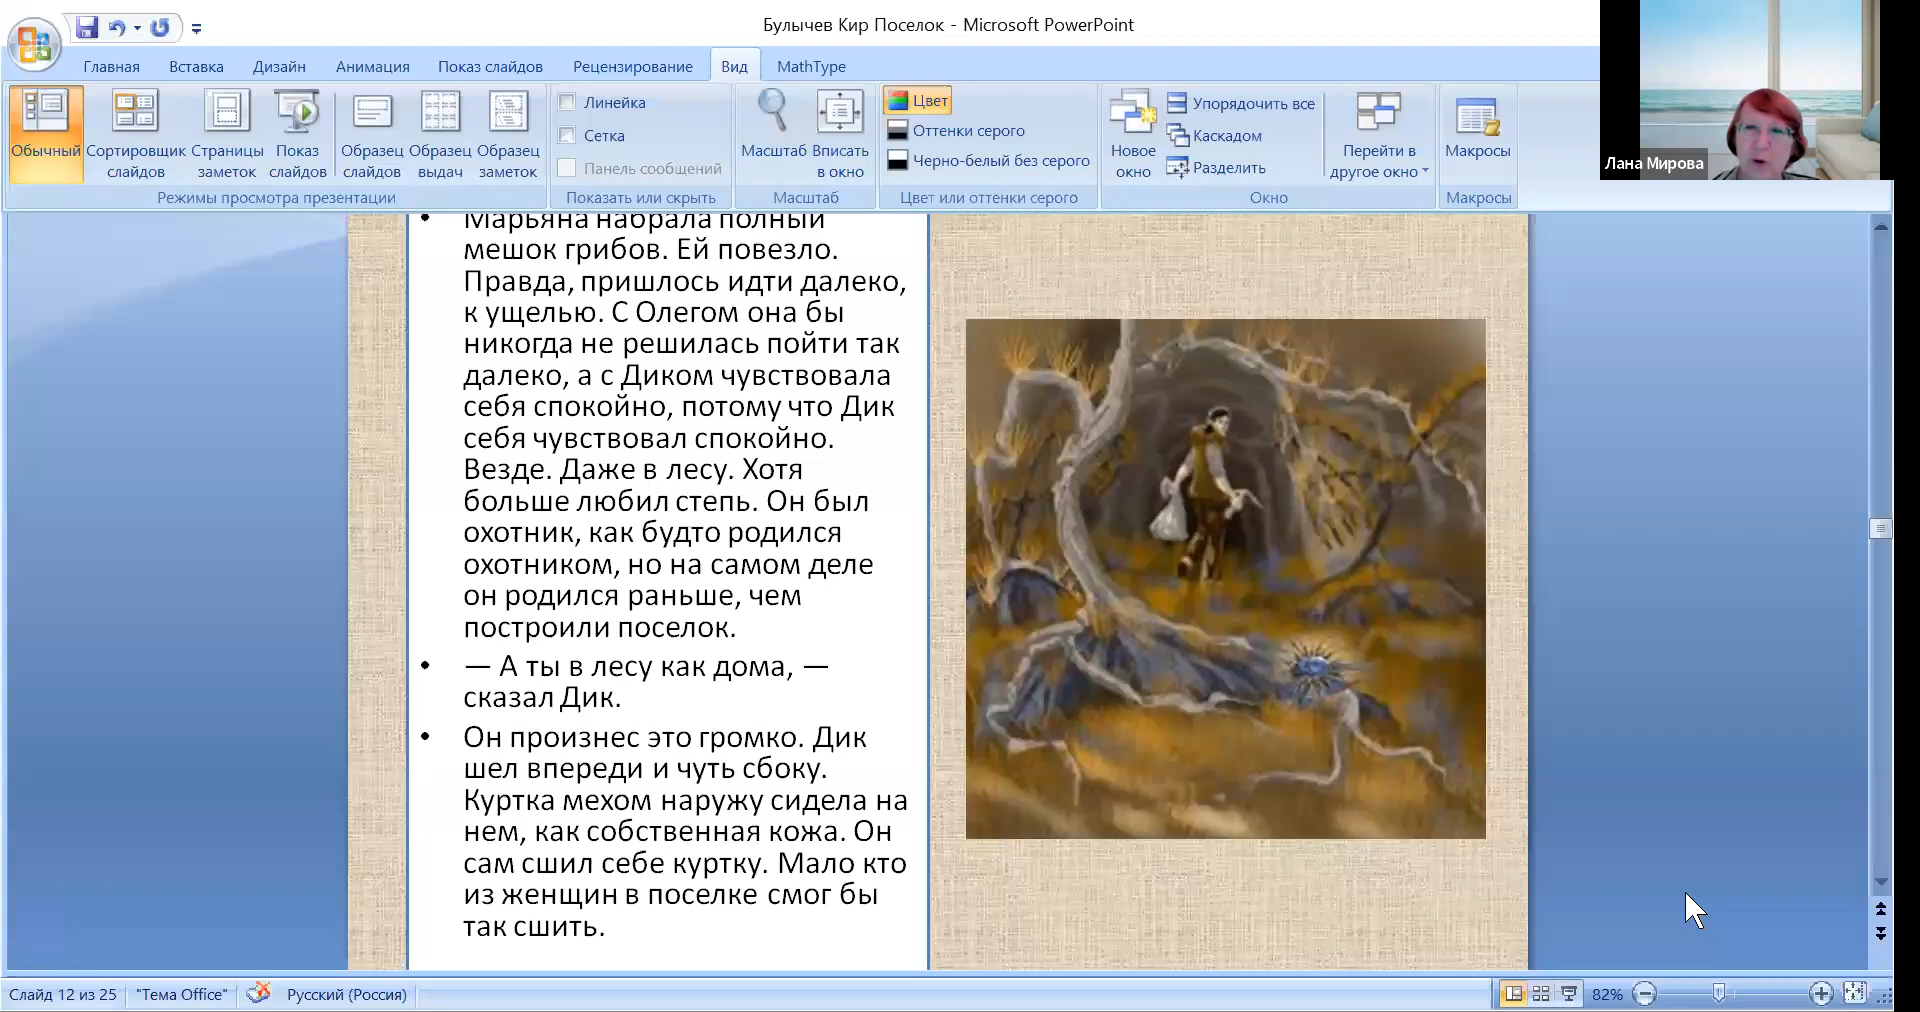 Булычев Кир Поселок - Microsoft PowerPoint
Главная Вставка Дизайн Анимация Показ слайдов Рецензирование Вид MathType
Обычный
Сортировщик слайдов
Страницы заметок
Показ слайдов
Образец слайдов
Образец выдач
Образец заметок
Режимы просмотра презентации
Линейка
Сетка
Панель сообщений
Показать или скрыть
Масштаб
Вписать в окно
Масштаб
Цвет
Оттенки серого
Черно-белый без серого
Цвет или оттенки серого
Новое окно
Упорядочить все
Каскадом
Разделить
Перейти в другое окно
Окно
Макросы
Макросы
Лана Мирова
• Марьяна набрала полный
мешок грибов. Ей повезло.
Правда, пришлось идти далеко,
к ущелью. С Олегом она бы
никогда не решилась пойти так
далеко, а с Диком чувствовала
себя спокойно, потому что Дик
себя чувствовал спокойно.
Везде. Даже в лесу. Хотя
больше любил степь. Он был
охотник, как будто родился
охотником, но на самом деле
он родился раньше, чем
построили поселок.
• — А ты в лесу как дома, —
сказал Дик.
• Он произнес это громко. Дик
шел впереди и чуть сбоку.
Куртка мехом наружу сидела на
нем, как собственная кожа. Он
сам сшил себе куртку. Мало кто
из женщин в поселке смог бы
так сшить.
Слайд 12 из 25 "Тема Office" Русский (Россия) 82%